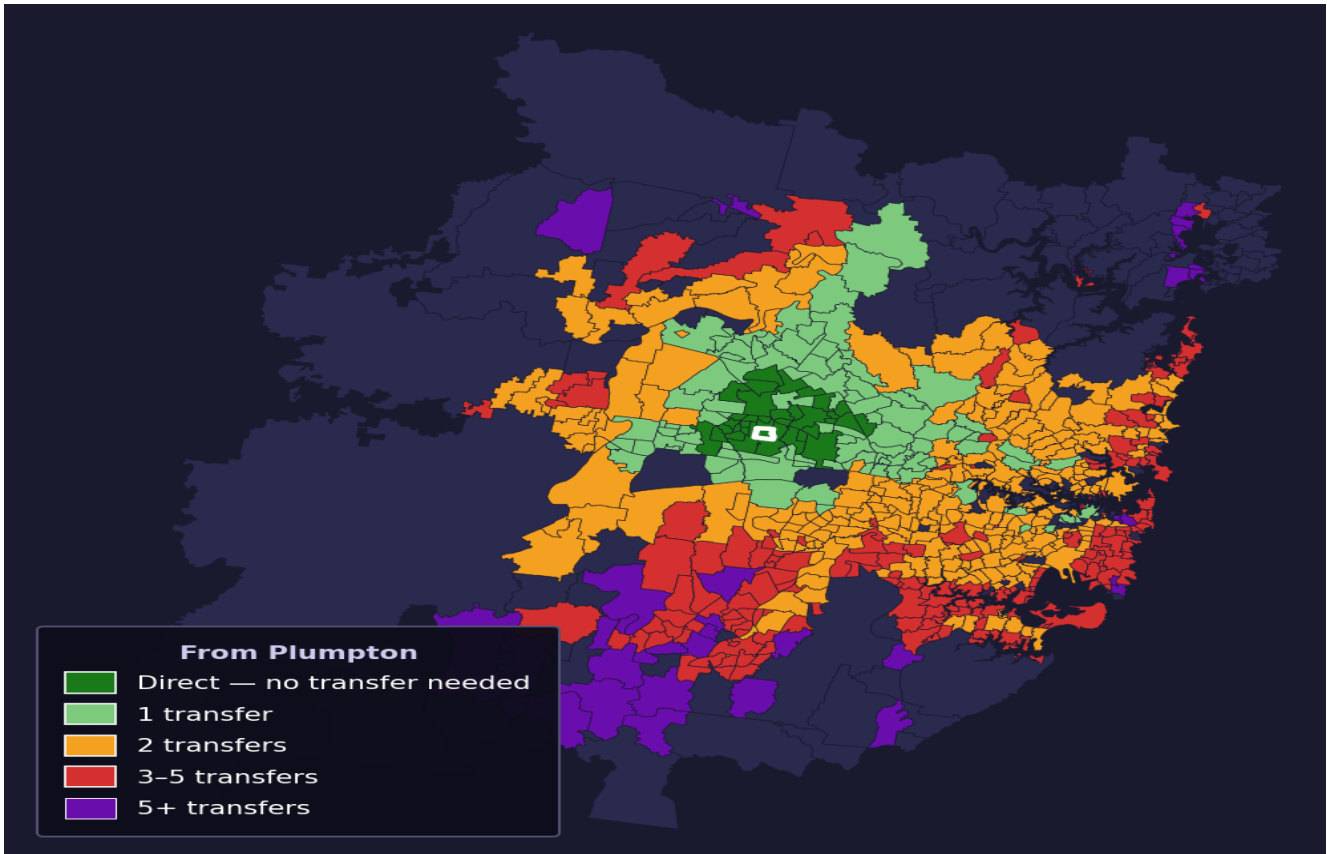 From Plumpton
Direct — no transfer needed
1 transfer
2 transfers
3–5 transfers
5+ transfers